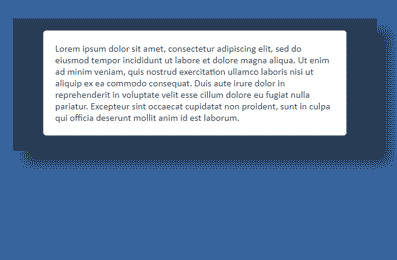 Lorem ipsum dolor sit amet, consectetur adipiscing elit, sed do
eiusmod tempor incididunt ut labore et dolore magna aliqua. Ut enim
ad minim veniam, quis nostrud exercitation ullamco laboris nisi ut
aliquip ex ea commodo consequat. Duis aute irure dolor in
reprehenderit in voluptate velit esse cillum dolore eu fugiat nulla
pariatur. Excepteur sint occaecat cupidatat non proident, sunt in culpa
qui officia deserunt mollit anim id est laborum.